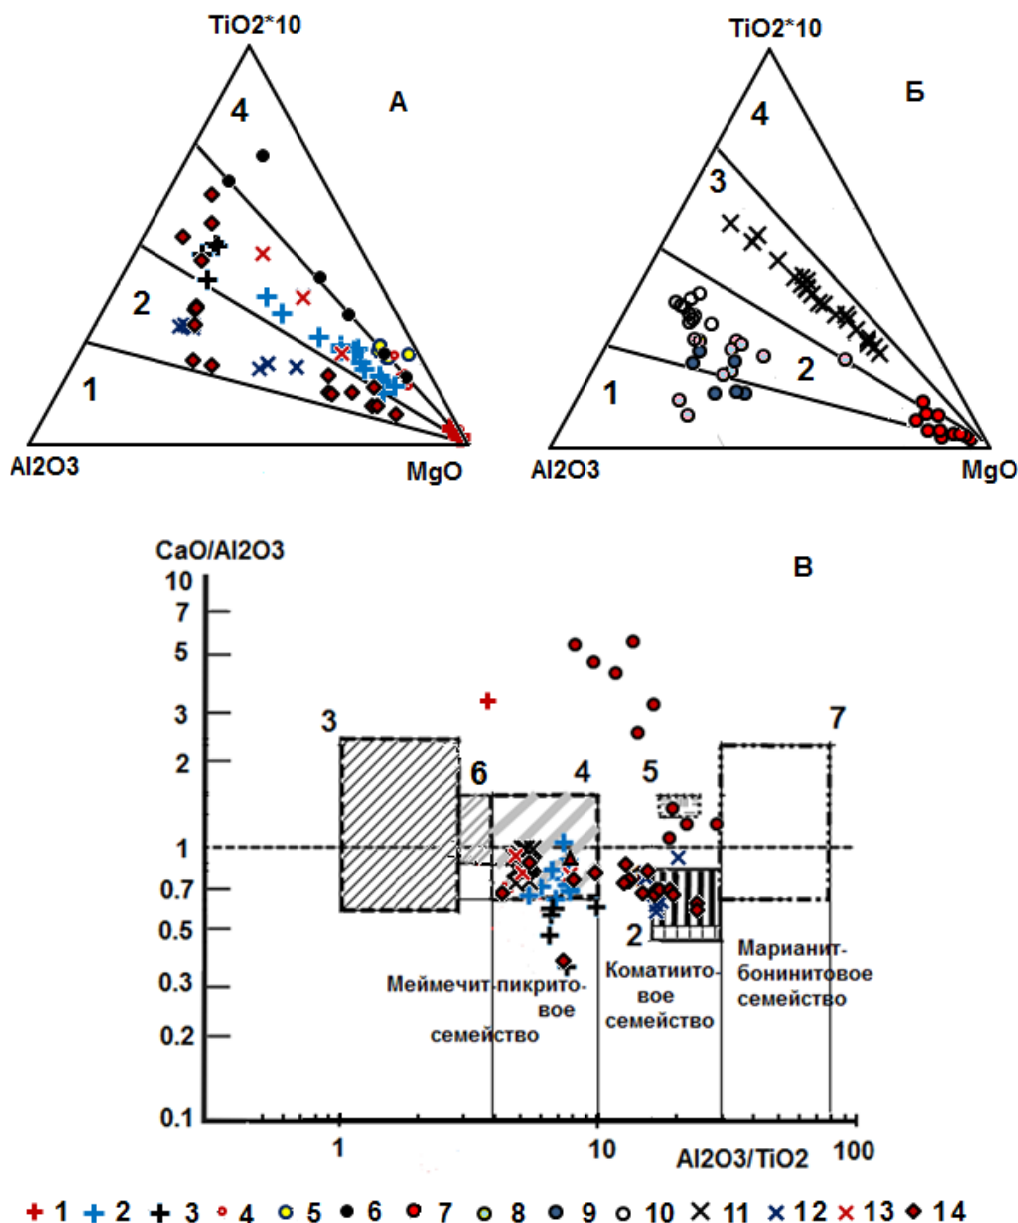 TiO2*10
TiO2*10
А
Б
4
4
3
2
2
1
1
Al2O3
MgO
Al2O3
MgO
CaO/Al2O3
В
10
7
5
3
2
1
0.7
0.5
0.3
0.2
0.1
3
6
4
5
7
2
Меймечит-пикрито-
вое
семейство
Коматиито-
вое
семейство
Марианит-
бонинитовое
семейство
1
10
100
Al2O3/TiO2
1 2 3 4 5 6 7 8 9 10 11 12 13 14